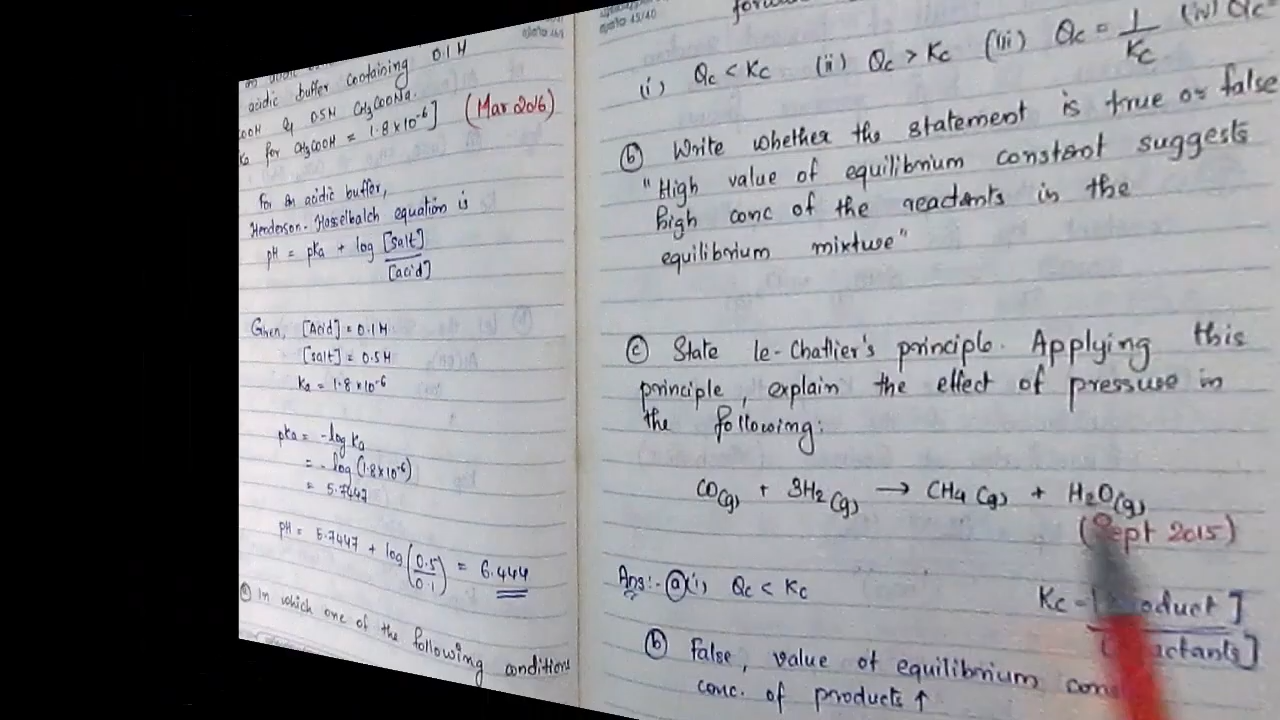 acidic buffer containing 0.1 M
COOH & 0.5M CH3COONa.
Ka for CH3COOH = 1.8×10⁻⁶] (Mar 2016)
For an acidic buffer,
Henderson-Hasselbalch equation is
pH = pKa + log [salt]
[acid]
Given, [Acid] = 0.1M
[salt] = 0.5M
Ka = 1.8×10⁻⁶
pKa = -log Ka
= -log (1.8×10⁻⁶)
= 5.7447
pH = 5.7447 + log (0.5/0.1) = 6.444
In which one of the following conditions
(i) Qc < Kc (ii) Qc > Kc (iii) Qc = 1/Kc (iv) Qc =
(b) Write whether the statement is true or false
"High value of equilibrium constant suggests
high conc of the reactants in the
equilibrium mixture"
(c) State le-Chatlier's principle. Applying this
principle, explain the effect of pressure in
the following:
CO(g) + 3H2(g) → CH4(g) + H2O(g)
(Sept 2015)
Ans:- (a)(i) Qc < Kc
Kc =
(b) False, value of equilibrium
conc. of products ↑